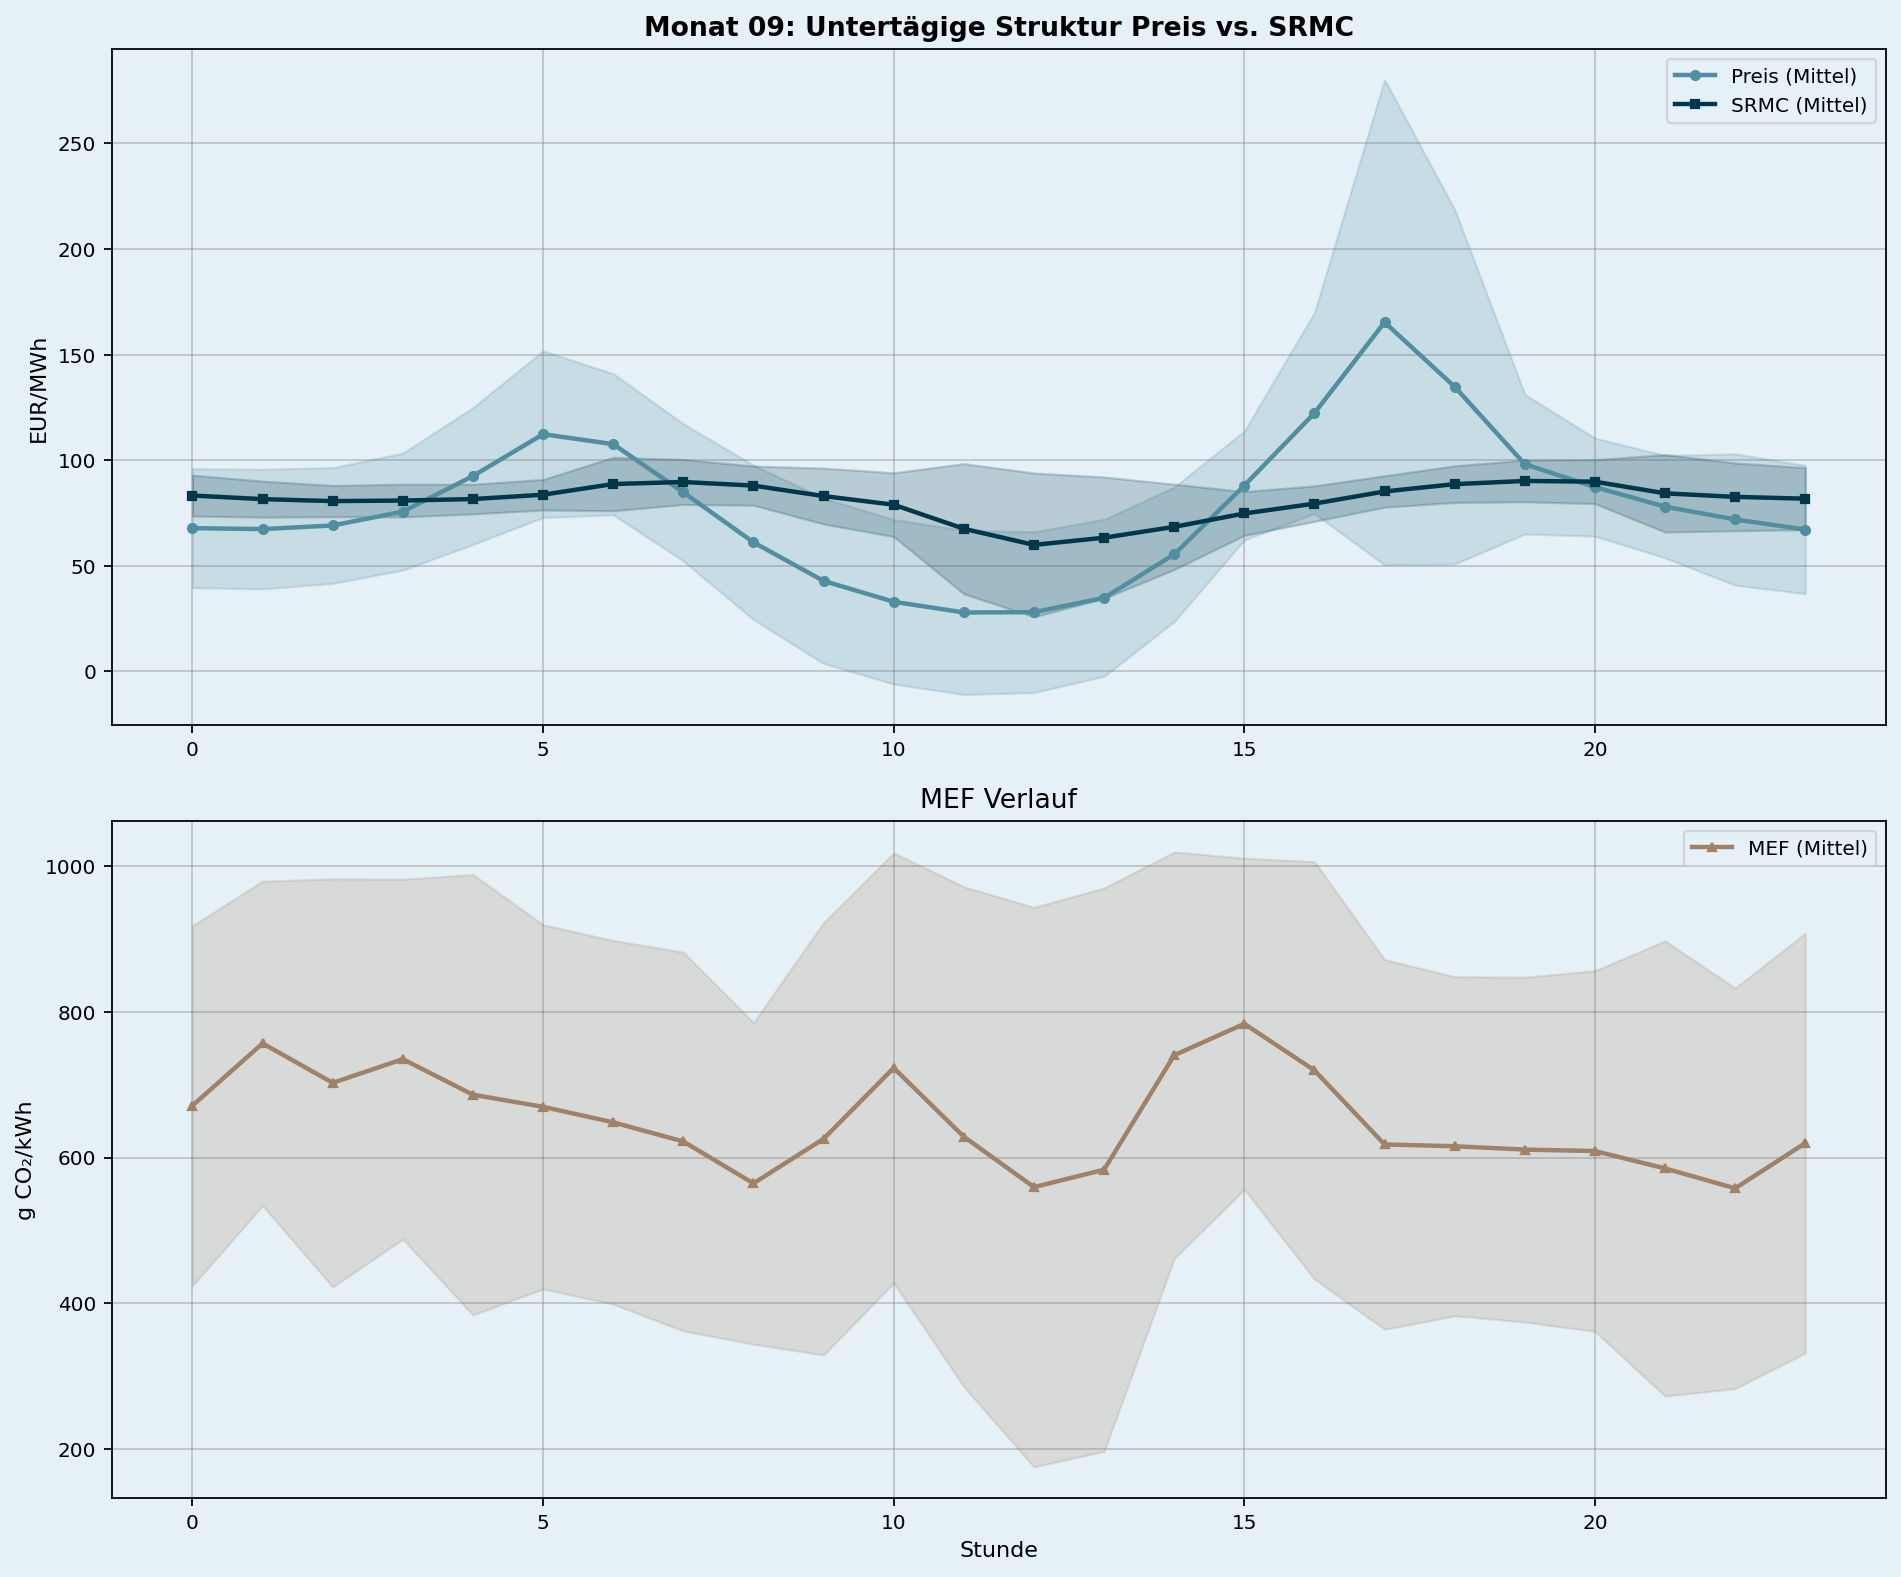 Monat 09: Untertägige Struktur Preis vs. SRMC
Preis (Mittel)
SRMC (Mittel)
EUR/MWh
250
200
150
100
50
0
0 5 10 15 20
MEF Verlauf
MEF (Mittel)
g CO₂/kWh
1000
800
600
400
200
0 5 10 15 20
Stunde